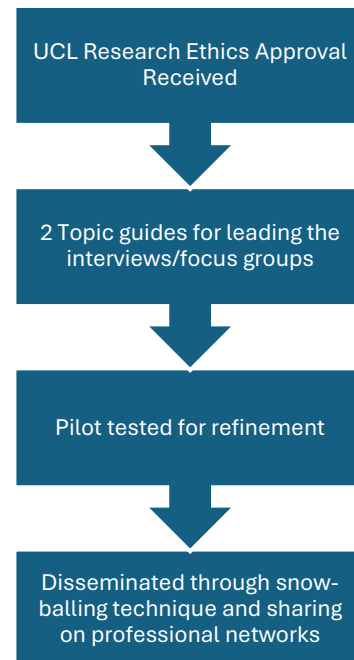 UCL Research Ethics Approval
Received
2 Topic guides for leading the
interviews/focus groups
Pilot tested for refinement
Disseminated through snow-
balling technique and sharing
on professional networks